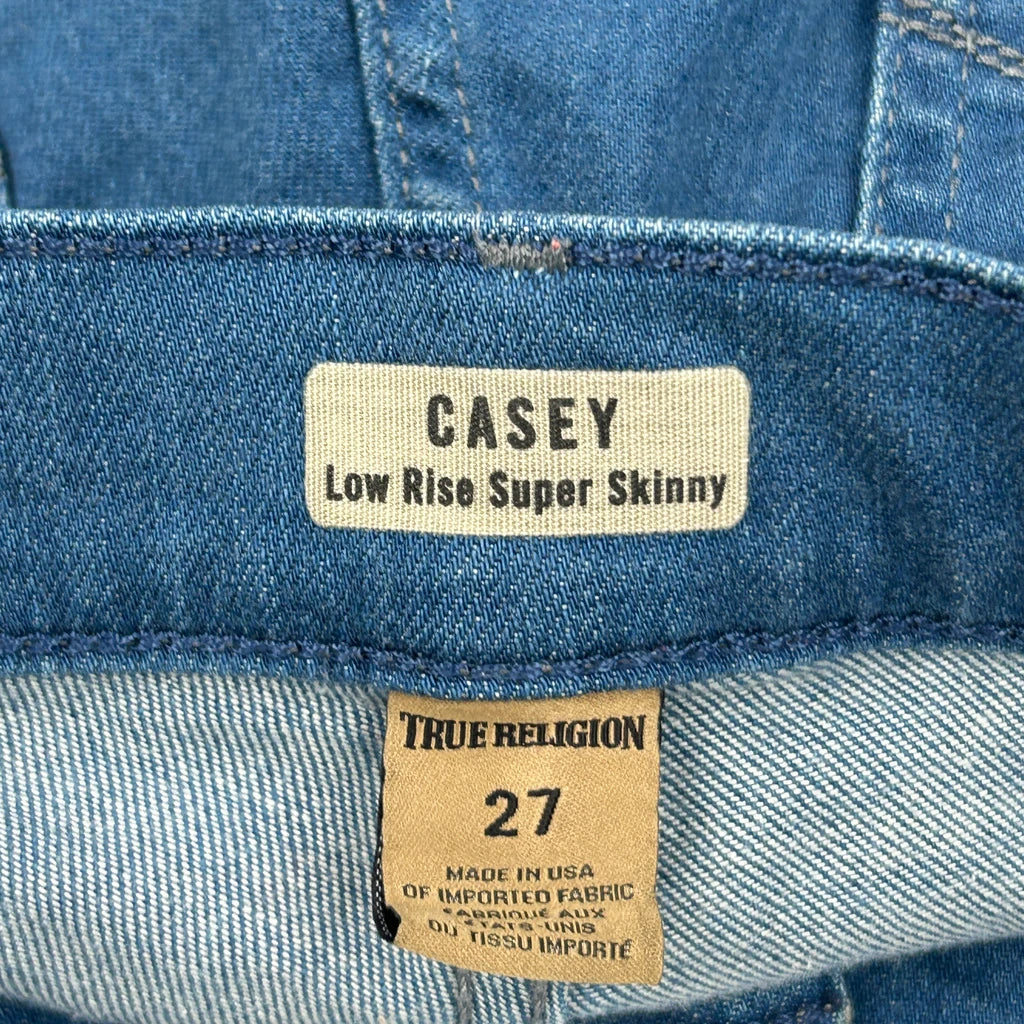 CASEY
Low Rise Super Skinny
TRUE RELIGION
27
MADE IN USA
OF IMPORTED FABRIC
FABRIQUÉ AUX
ÉTATS-UNIS
OU TISSU IMPORTÉ